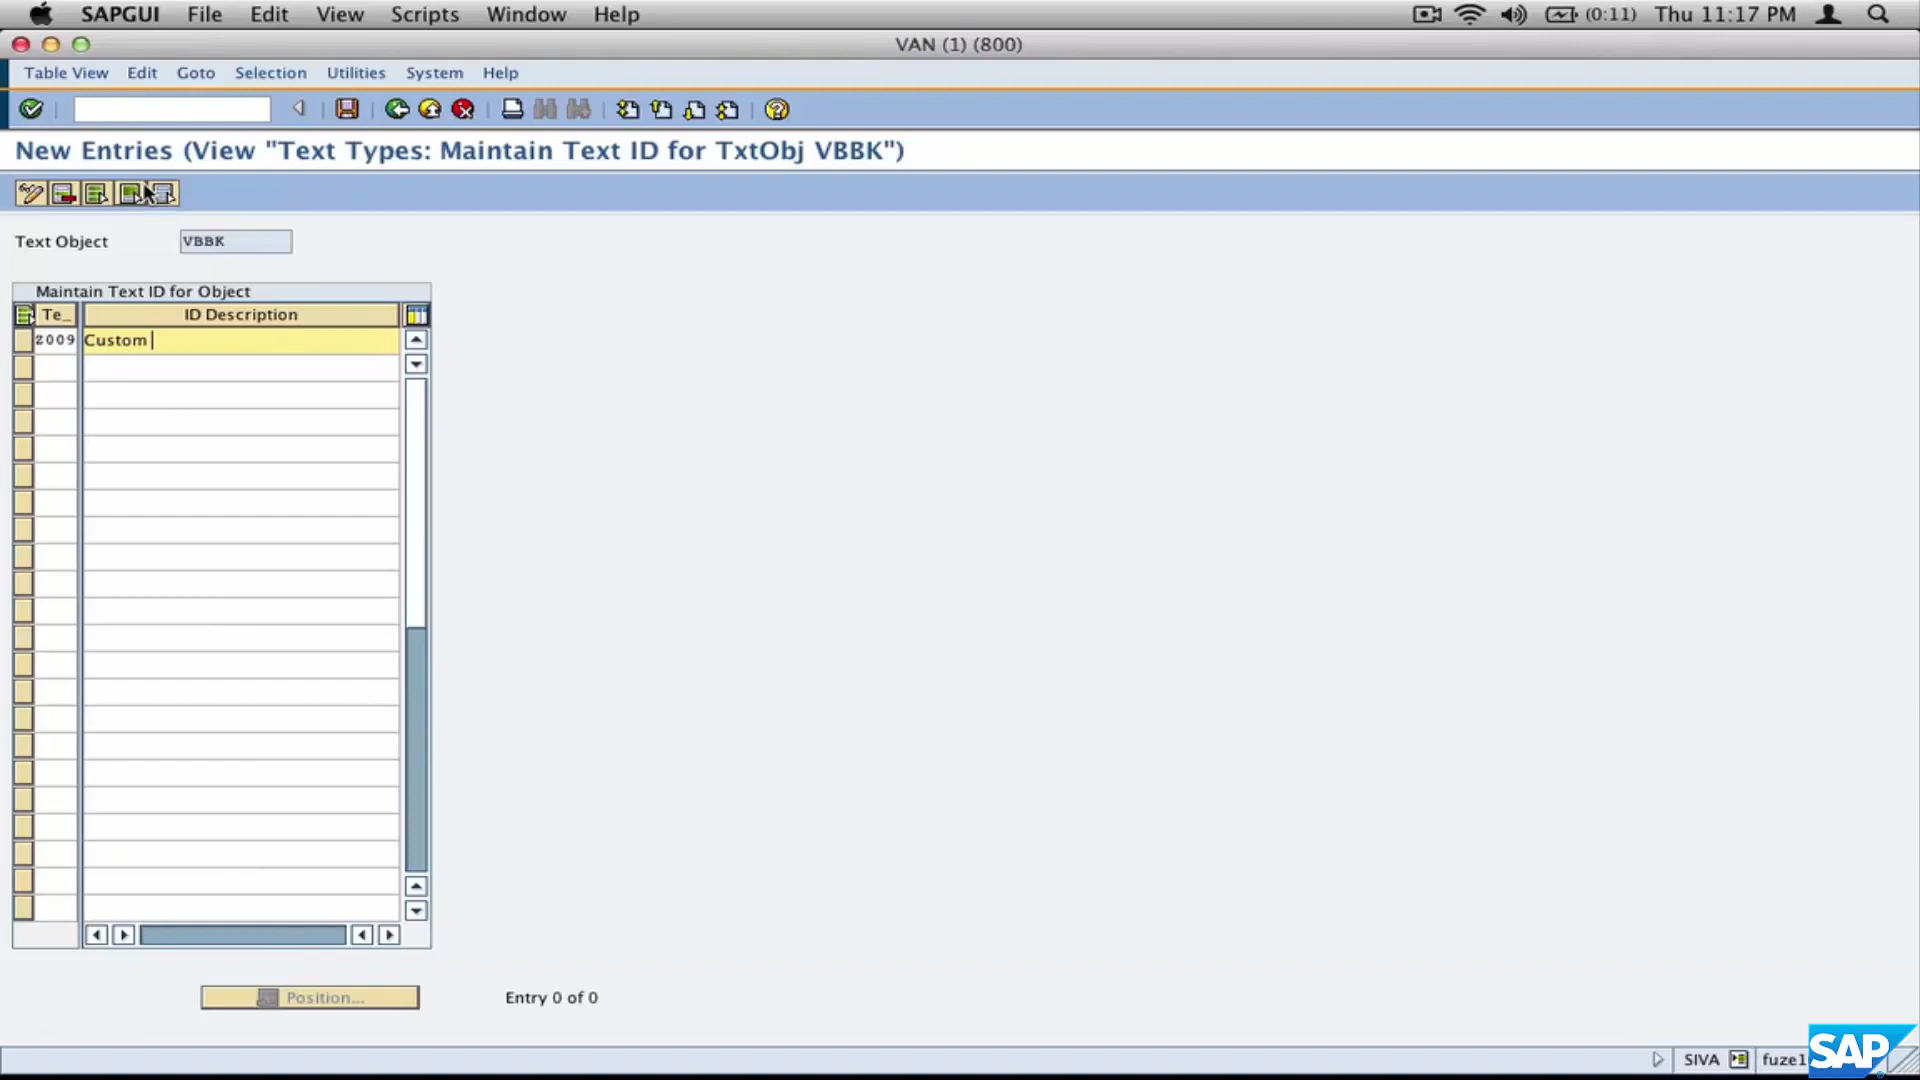 SAPGUI File Edit View Scripts Window Help (0:11) Thu 11:17 PM
VAN (1) (800)
Table View Edit Goto Selection Utilities System Help
New Entries (View "Text Types: Maintain Text ID for TxtObj VBBK")
Text Object VBBK
Maintain Text ID for Object
Te_ ID Description
2009 Custom
Position... Entry 0 of 0
SIVA fuze1
SAP